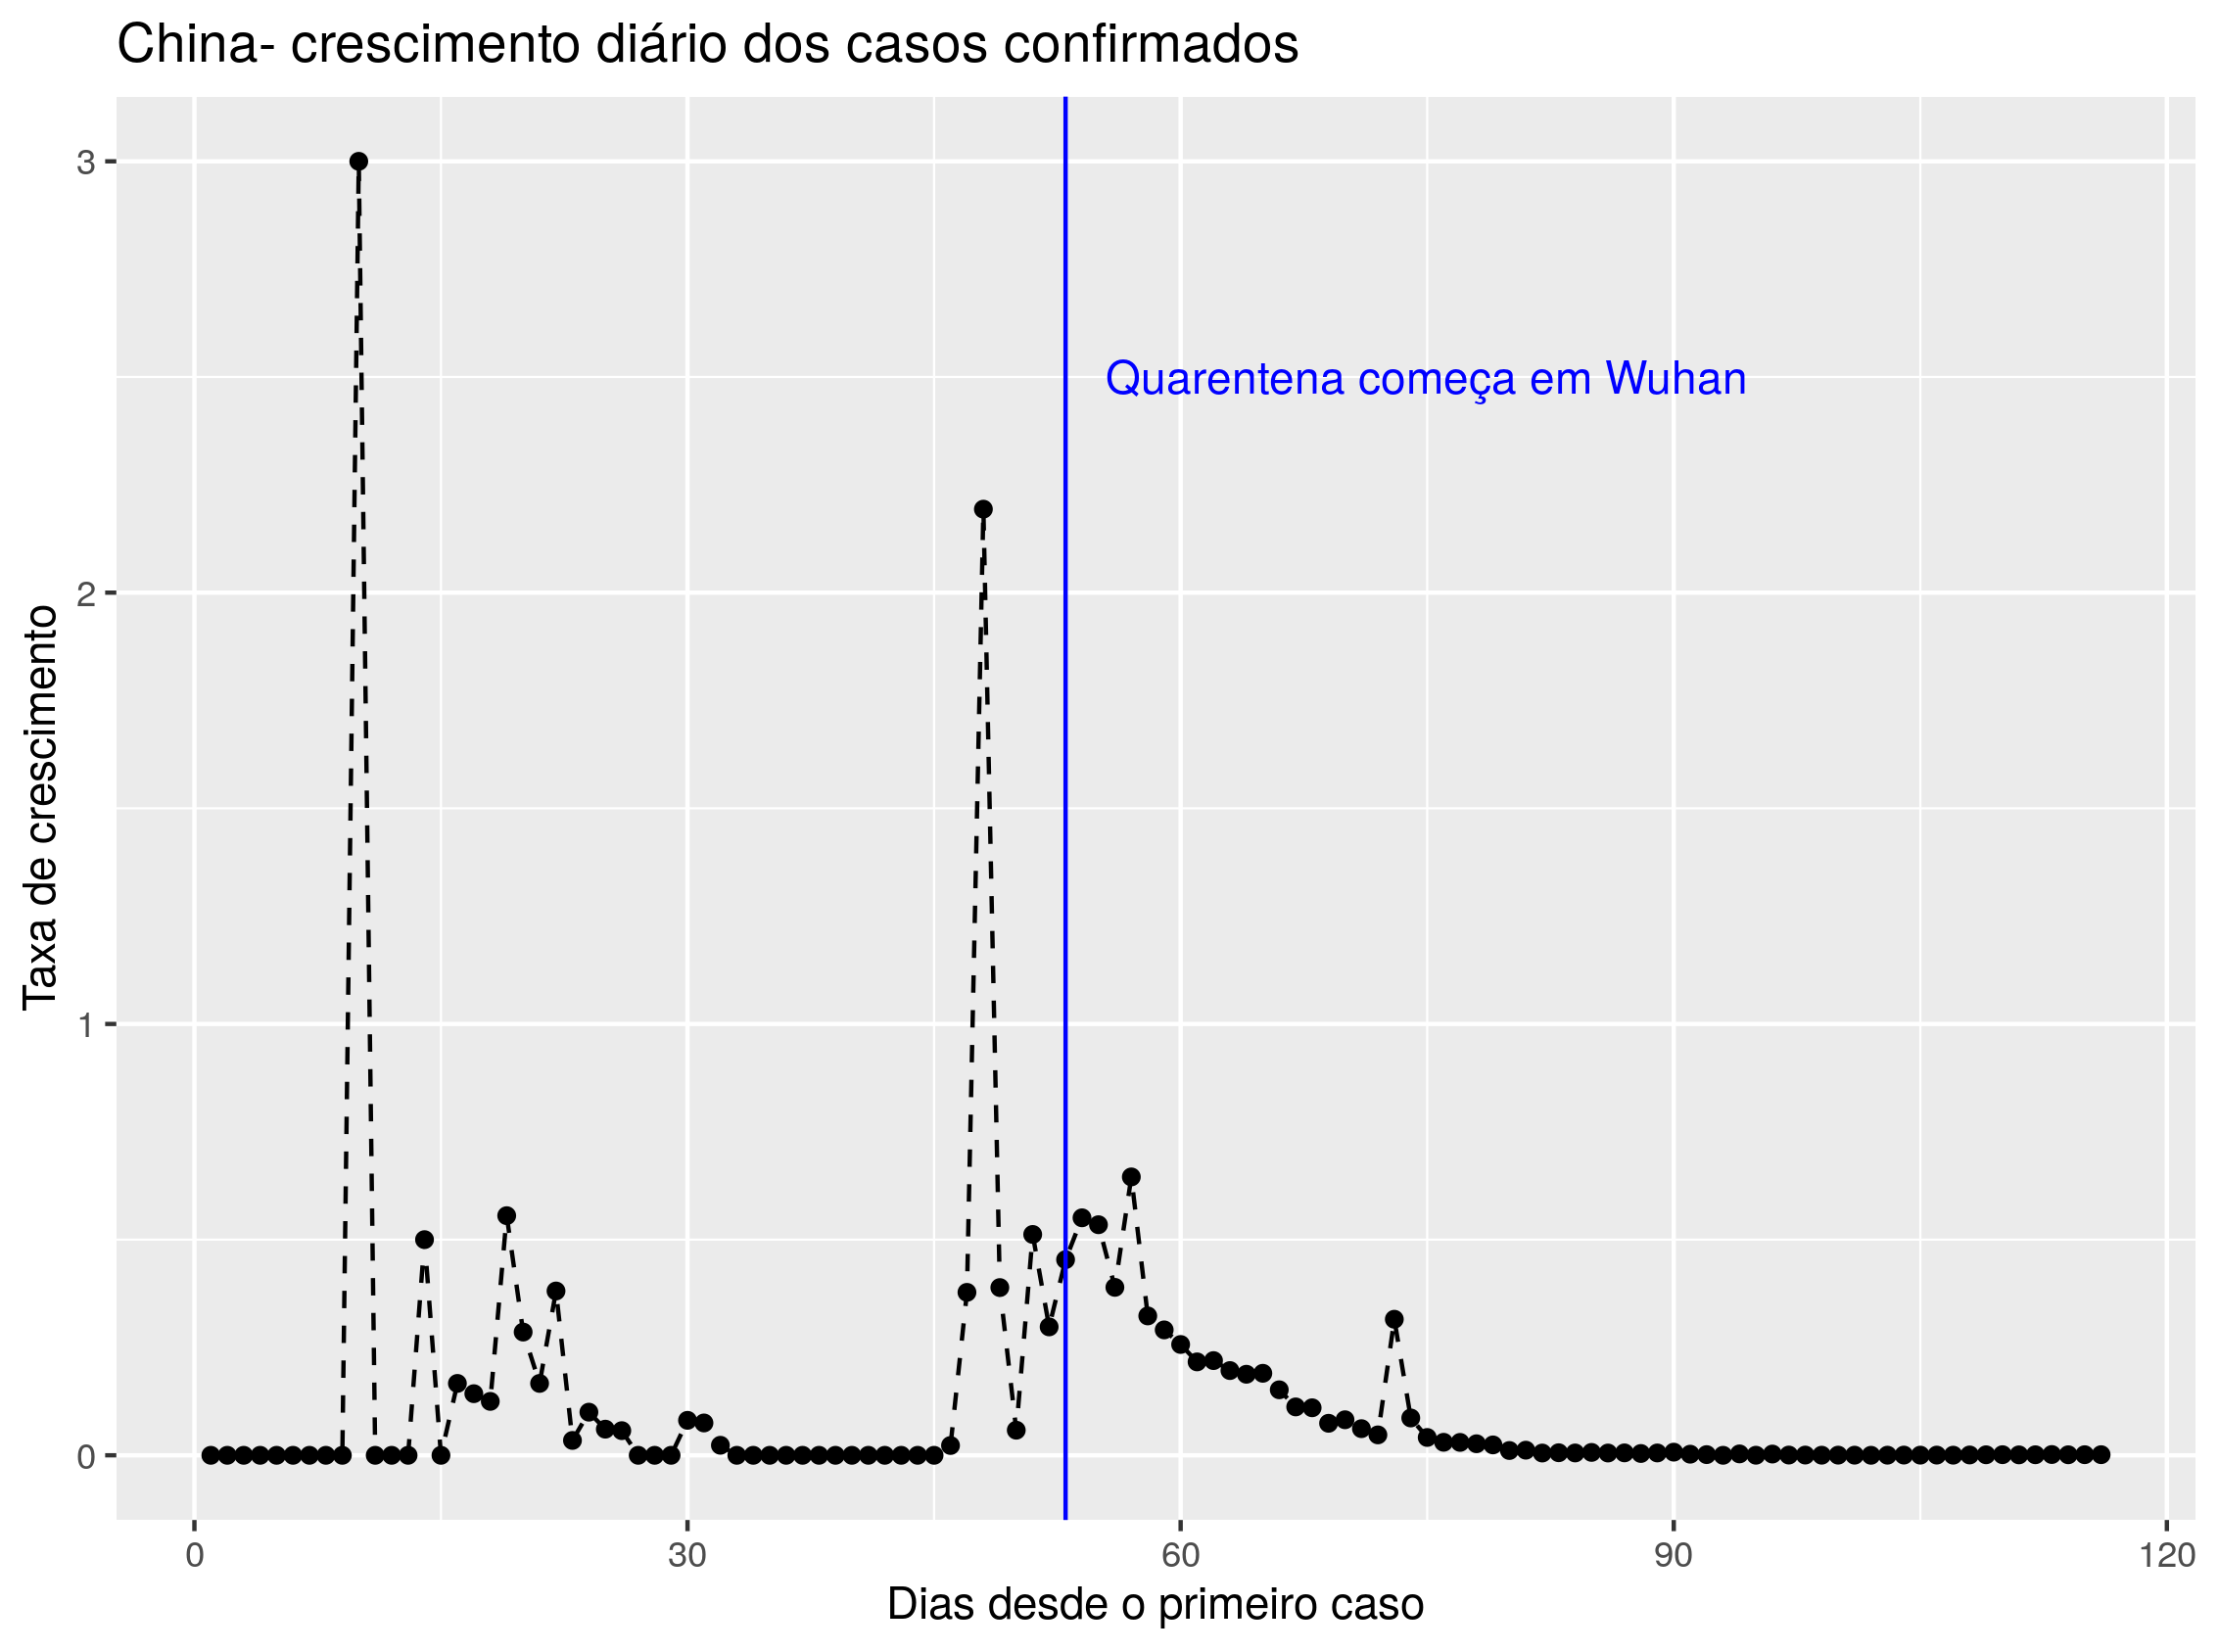 China- crescimento diário dos casos confirmados
Taxa de crescimento
3
2
1
0
Quarentena começa em Wuhan
0
30
60
90
120
Dias desde o primeiro caso